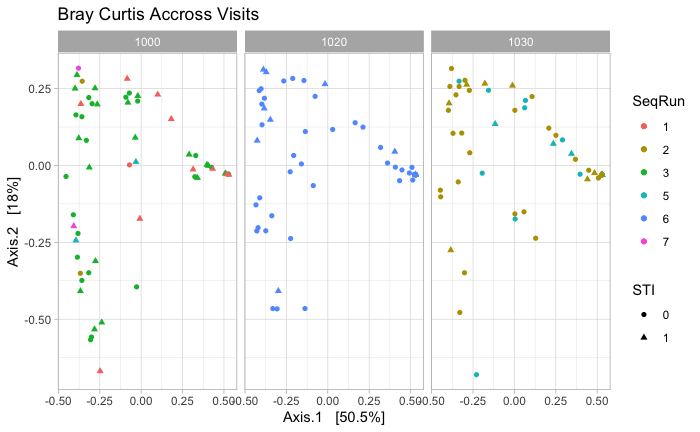 Bray Curtis Accross Visits
1000 1020 1030
0.25
0.00
-0.25
-0.50
Axis.2 [18%]
-0.50 -0.25 0.00 0.25 0.50 -0.50 -0.25 0.00 0.25 0.50 -0.50 -0.25 0.00 0.25 0.50
Axis.1 [50.5%]
SeqRun
1
2
3
5
6
7
STI
0
1